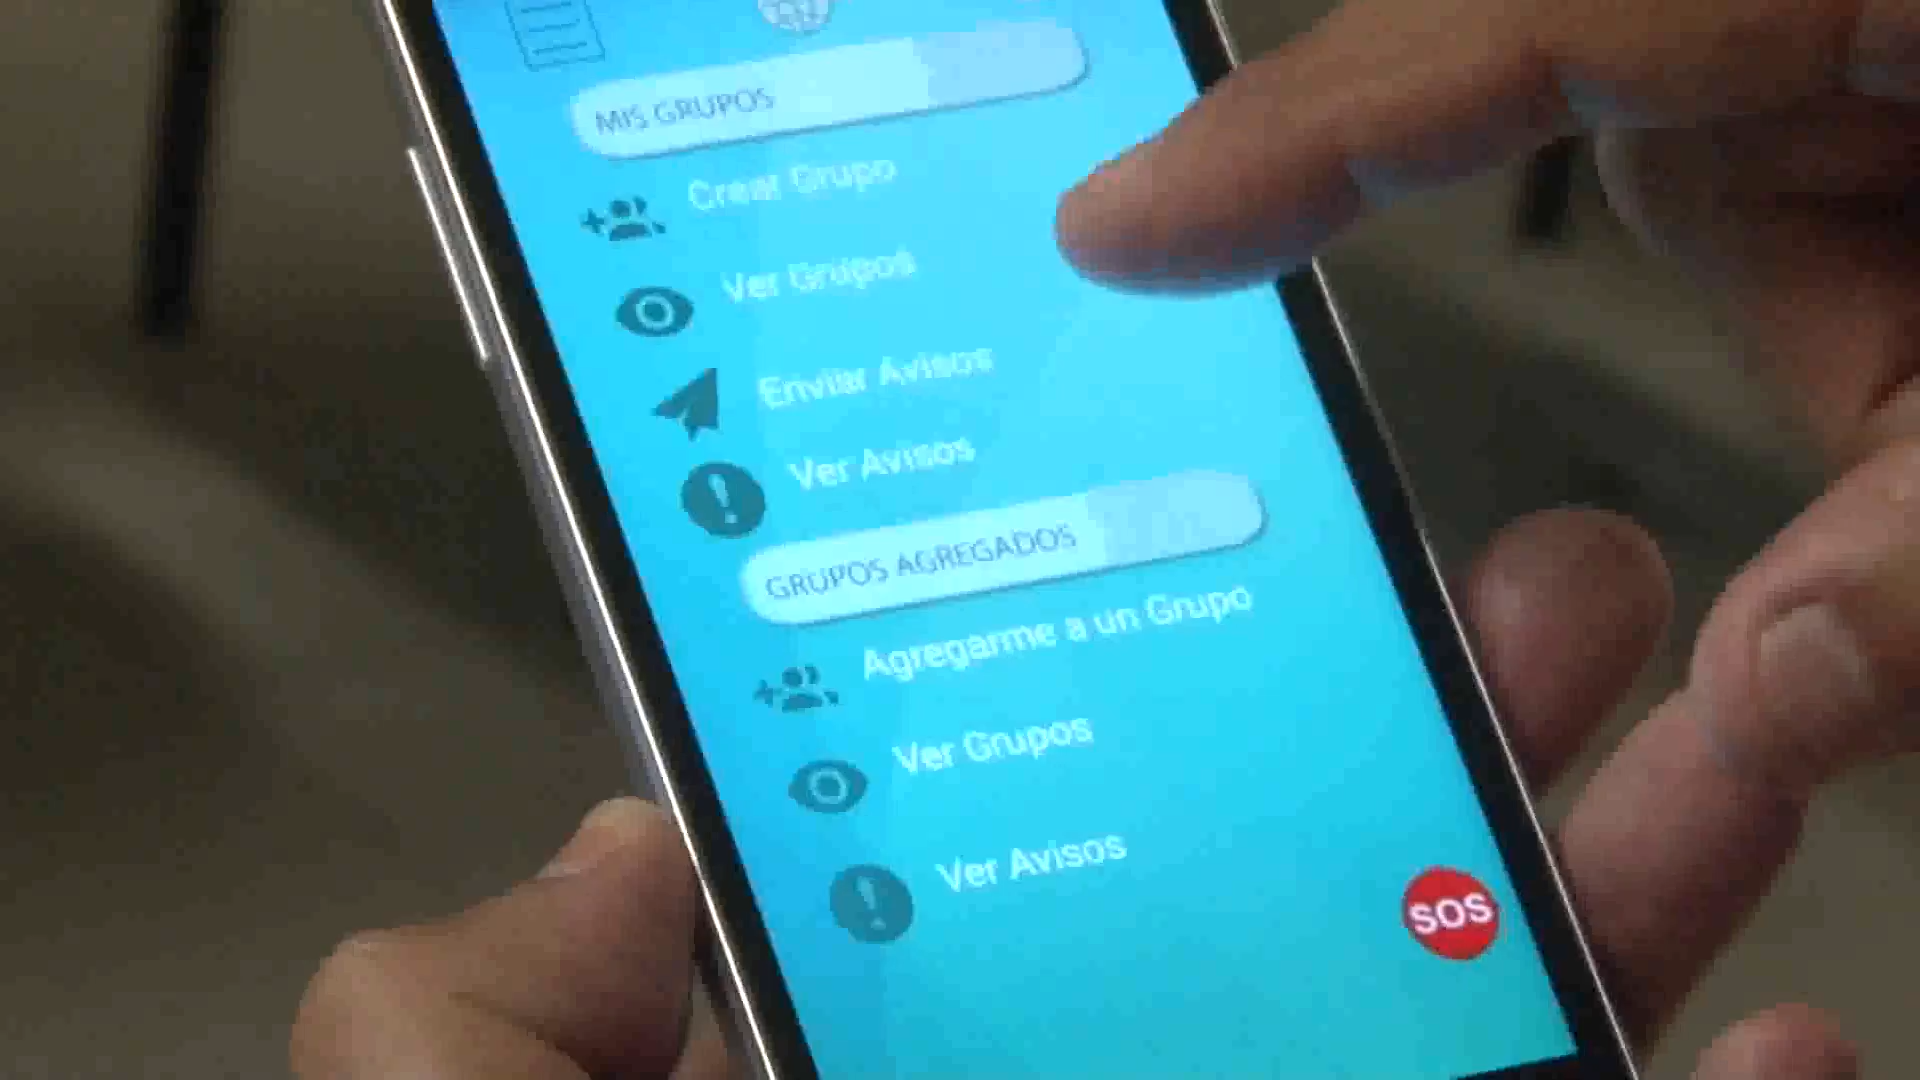 MIS GRUPOS
Crear Grupo
Ver Grupos
Enviar Avisos
Ver Avisos
GRUPOS AGREGADOS
Agregarme a un Grupo
Ver Grupos
Ver Avisos
SOS